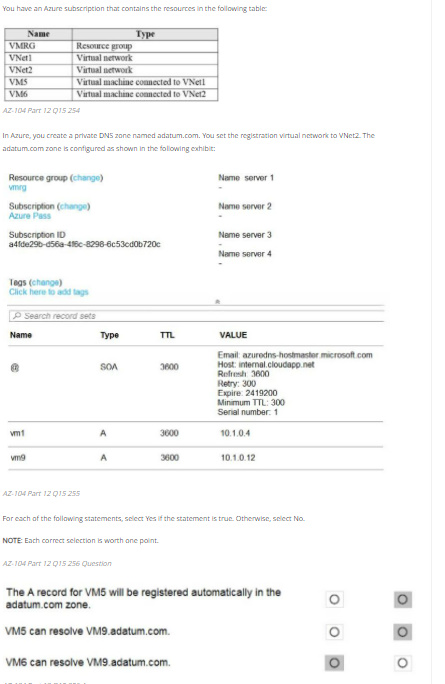 You have an Azure subscription that contains the resources in the following table:
Name Type
VMRG Resource group
VNet1 Virtual network
VNet2 Virtual network
VM5 Virtual machine connected to VNet1
VM6 Virtual machine connected to VNet2
AZ-104 Part 12 Q15 254
In Azure, you create a private DNS zone named adatum.com. You set the registration virtual network to VNet2. The
adatum.com zone is configured as shown in the following exhibit:
Resource group (change) Name server 1
vmrg -
Subscription (change) Name server 2
Azure Pass -
Subscription ID Name server 3
a4fde29b-d56a-4f6c-8298-6c53cd0b720c -
Name server 4
-
Tags (change)
Click here to add tags
Search record sets
Name Type TTL VALUE
@ SOA 3600 Email: azuredns-hostmaster.microsoft.com
Host: internal.cloudapp.net
Refresh: 3600
Retry: 300
Expire: 2419200
Minimum TTL: 300
Serial number: 1
vm1 A 3600 10.1.0.4
vm9 A 3600 10.1.0.12
AZ-104 Part 12 Q15 255
For each of the following statements, select Yes if the statement is true. Otherwise, select No.
NOTE: Each correct selection is worth one point.
AZ-104 Part 12 Q15 256 Question
The A record for VM5 will be registered automatically in the
adatum.com zone.
VM5 can resolve VM9.adatum.com.
VM6 can resolve VM9.adatum.com.